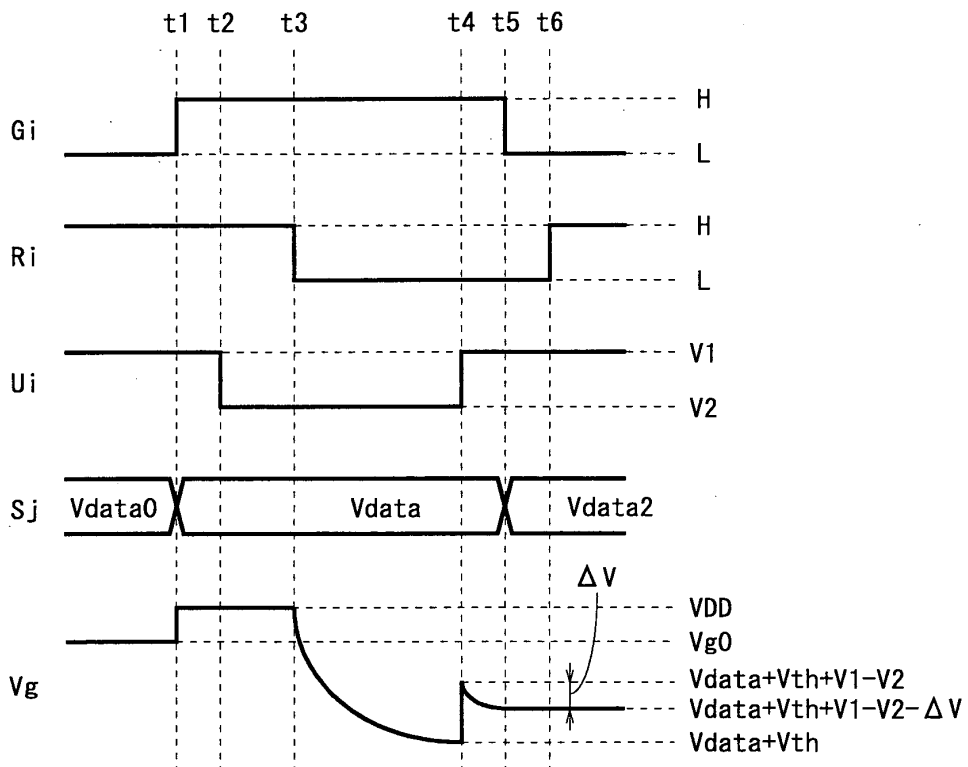 t1 t2 t3 t4 t5 t6
Gi
H
L
Ri
H
L
Ui
V1
V2
Sj
Vdata0
Vdata
Vdata2
ΔV
Vg
VDD
Vg0
Vdata+Vth+V1-V2
Vdata+Vth+V1-V2-ΔV
Vdata+Vth